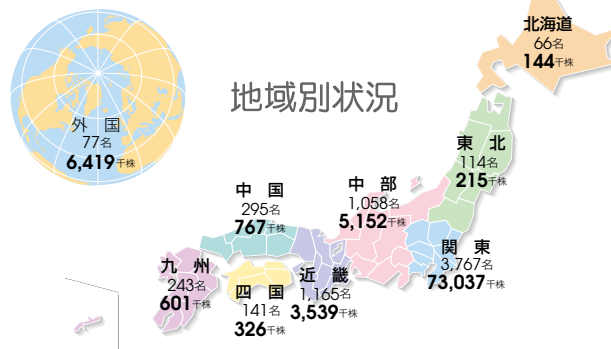 地域別状況
外 国
77名
6,419千株
北海道
66名
144千株
東 北
114名
215千株
中 部
1,058名
5,152千株
中 国
295名
767千株
関 東
3,767名
73,037千株
九 州
243名
601千株
四 国
141名
326千株
近 畿
1,165名
3,539千株